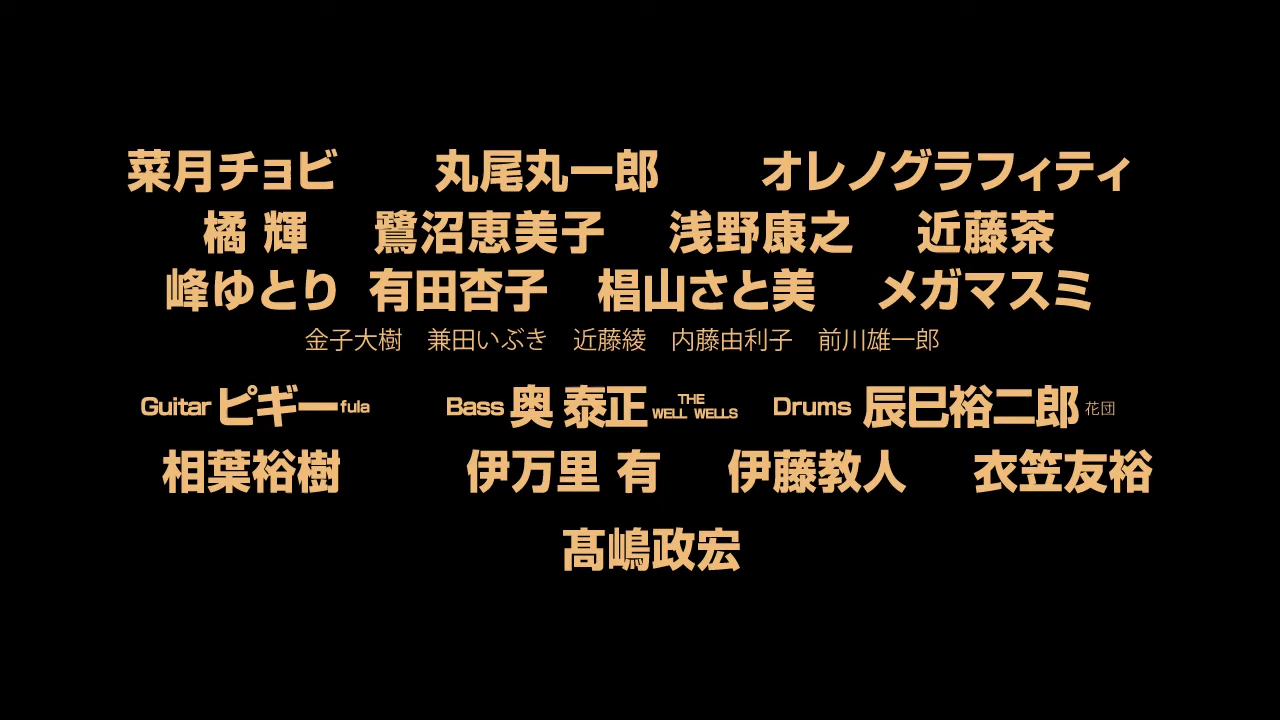 菜月チョビ 丸尾丸一郎 オレノグラフィティ
橘 輝 鷺沼恵美子 浅野康之 近藤茶
峰ゆとり 有田杏子 椙山さと美 メガマスミ
金子大樹 兼田いぶき 近藤綾 内藤由利子 前川雄一郎
Guitar ピギー fula Bass 奥 泰正 THE WELL WELLS Drums 辰巳裕二郎 花団
相葉裕樹 伊万里 有 伊藤教人 衣笠友裕
髙嶋政宏